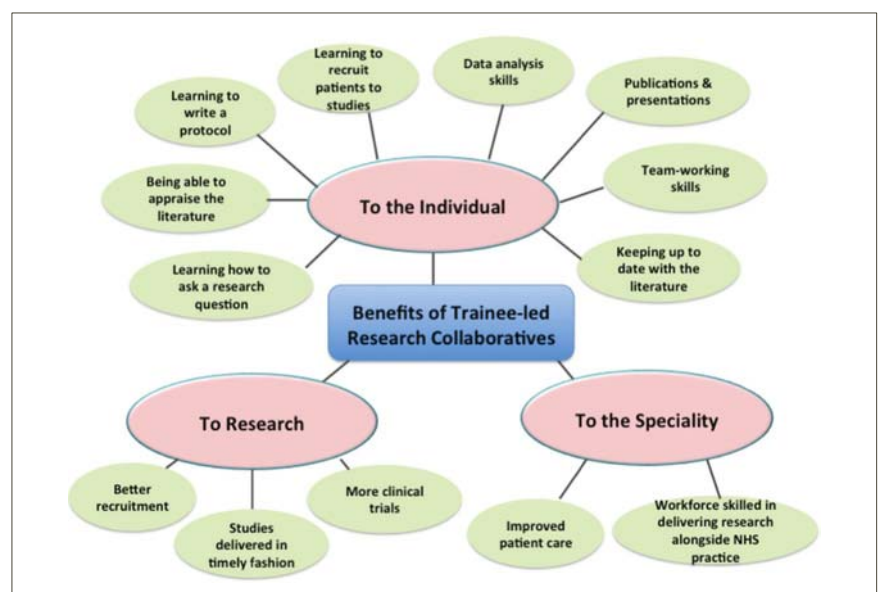 Learning to
recruit
patients to
studies
Data analysis
skills
Publications &
presentations
Learning to
write a
protocol
Being able to
appraise the
literature
To the Individual
Team-working
skills
Learning how to
ask a research
question
Keeping up to
date with the
literature
Benefits of Trainee-led
Research Collaboratives
To Research
To the Speciality
Better
recruitment
Studies
delivered in
timely fashion
More clinical
trials
Improved
patient care
Workforce skilled in
delivering research
alongside NHS
practice